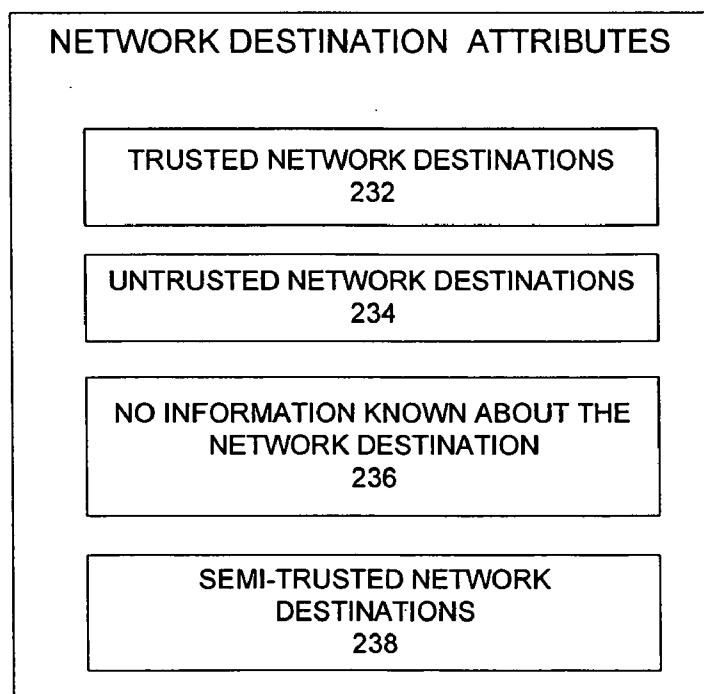 NETWORK DESTINATION ATTRIBUTES
TRUSTED NETWORK DESTINATIONS
232
UNTRUSTED NETWORK DESTINATIONS
234
NO INFORMATION KNOWN ABOUT THE
NETWORK DESTINATION
236
SEMI-TRUSTED NETWORK
DESTINATIONS
238